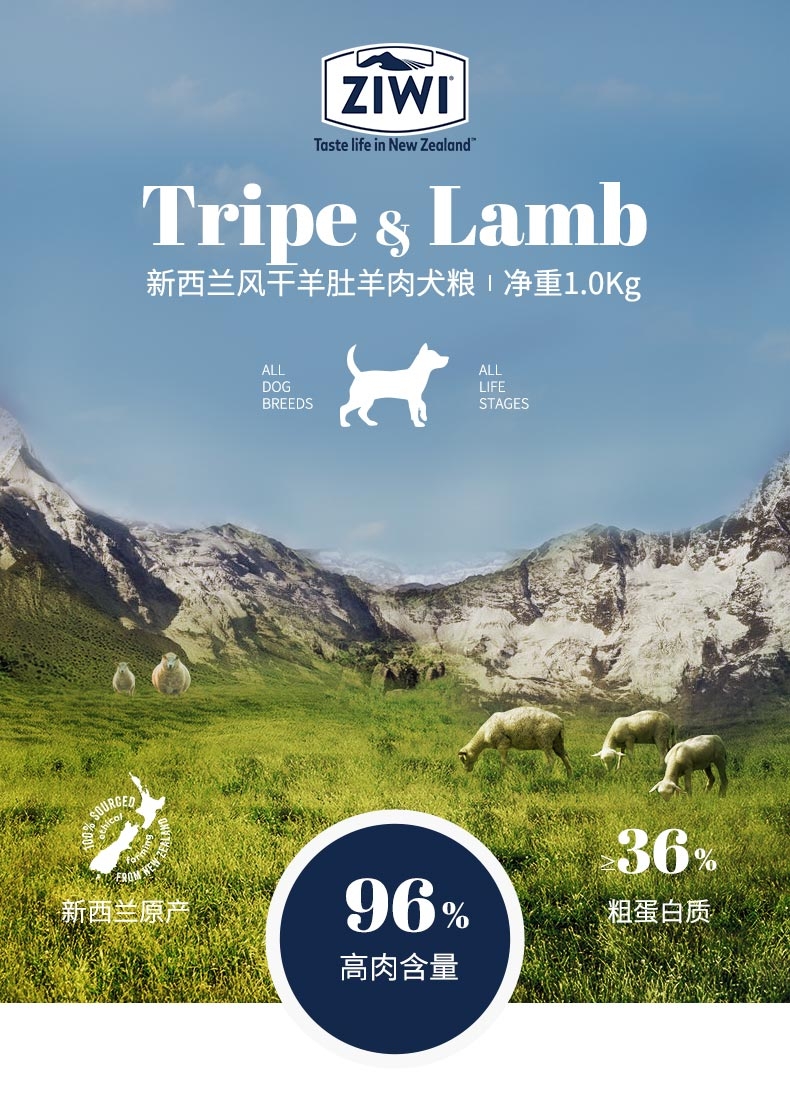 ZIWI®
Taste life in New Zealand™
Tripe & Lamb
新西兰风干羊肚羊肉犬粮 | 净重1.0Kg
ALL
DOG
BREEDS
ALL
LIFE
STAGES
100% SOURCED
FROM NEW ZEALAND
ethical
farming
新西兰原产
96%
高肉含量
≥36%
粗蛋白质